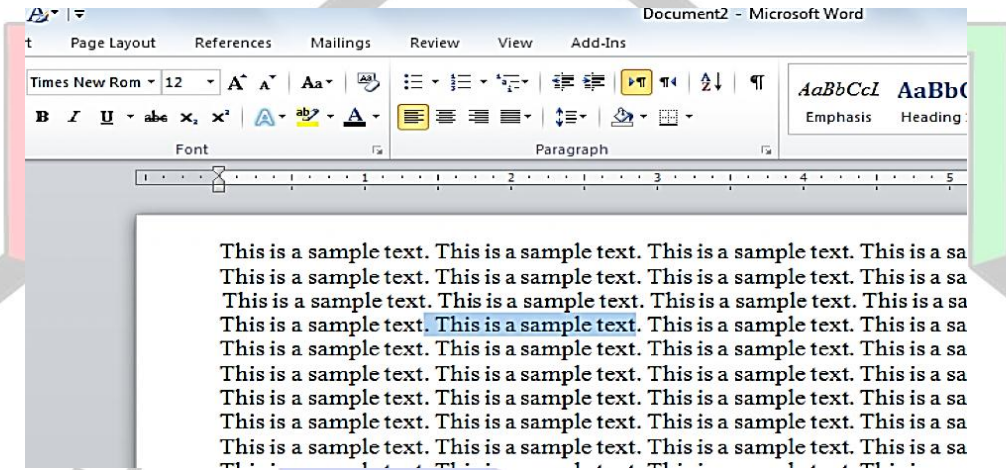 Document2 - Microsoft Word
t Page Layout References Mailings Review View Add-Ins
Times New Rom 12 A A Aa
AaBbCcI AaBbC
B I U abc x₂ x² A ab A
Emphasis Heading
Font Paragraph
1 2 3 4 5
This is a sample text. This is a sample text. This is a sample text. This is a sa
This is a sample text. This is a sample text. This is a sample text. This is a sa
This is a sample text. This is a sample text. This is a sample text. This is a sa
This is a sample text. This is a sample text. This is a sample text. This is a sa
This is a sample text. This is a sample text. This is a sample text. This is a sa
This is a sample text. This is a sample text. This is a sample text. This is a sa
This is a sample text. This is a sample text. This is a sample text. This is a sa
This is a sample text. This is a sample text. This is a sample text. This is a sa
This is a sample text. This is a sample text. This is a sample text. This is a sa